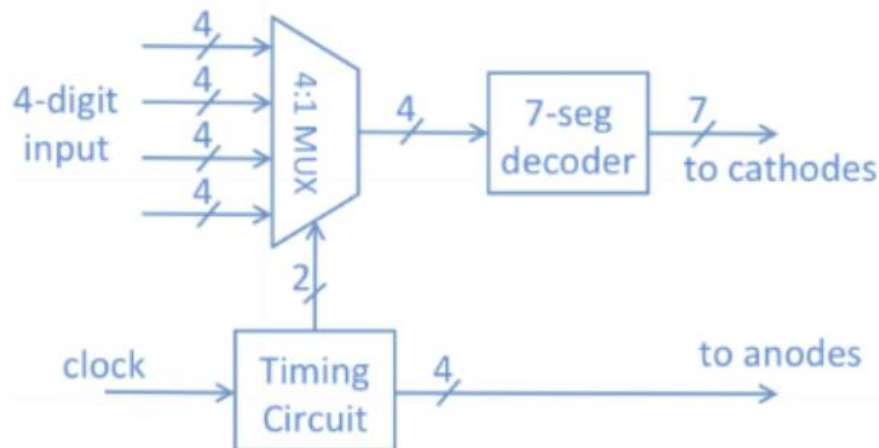 4
4
4-digit
input
4
4
4:1 MUX
4
7-seg
decoder
7
to cathodes
2
clock
Timing
Circuit
4
to anodes